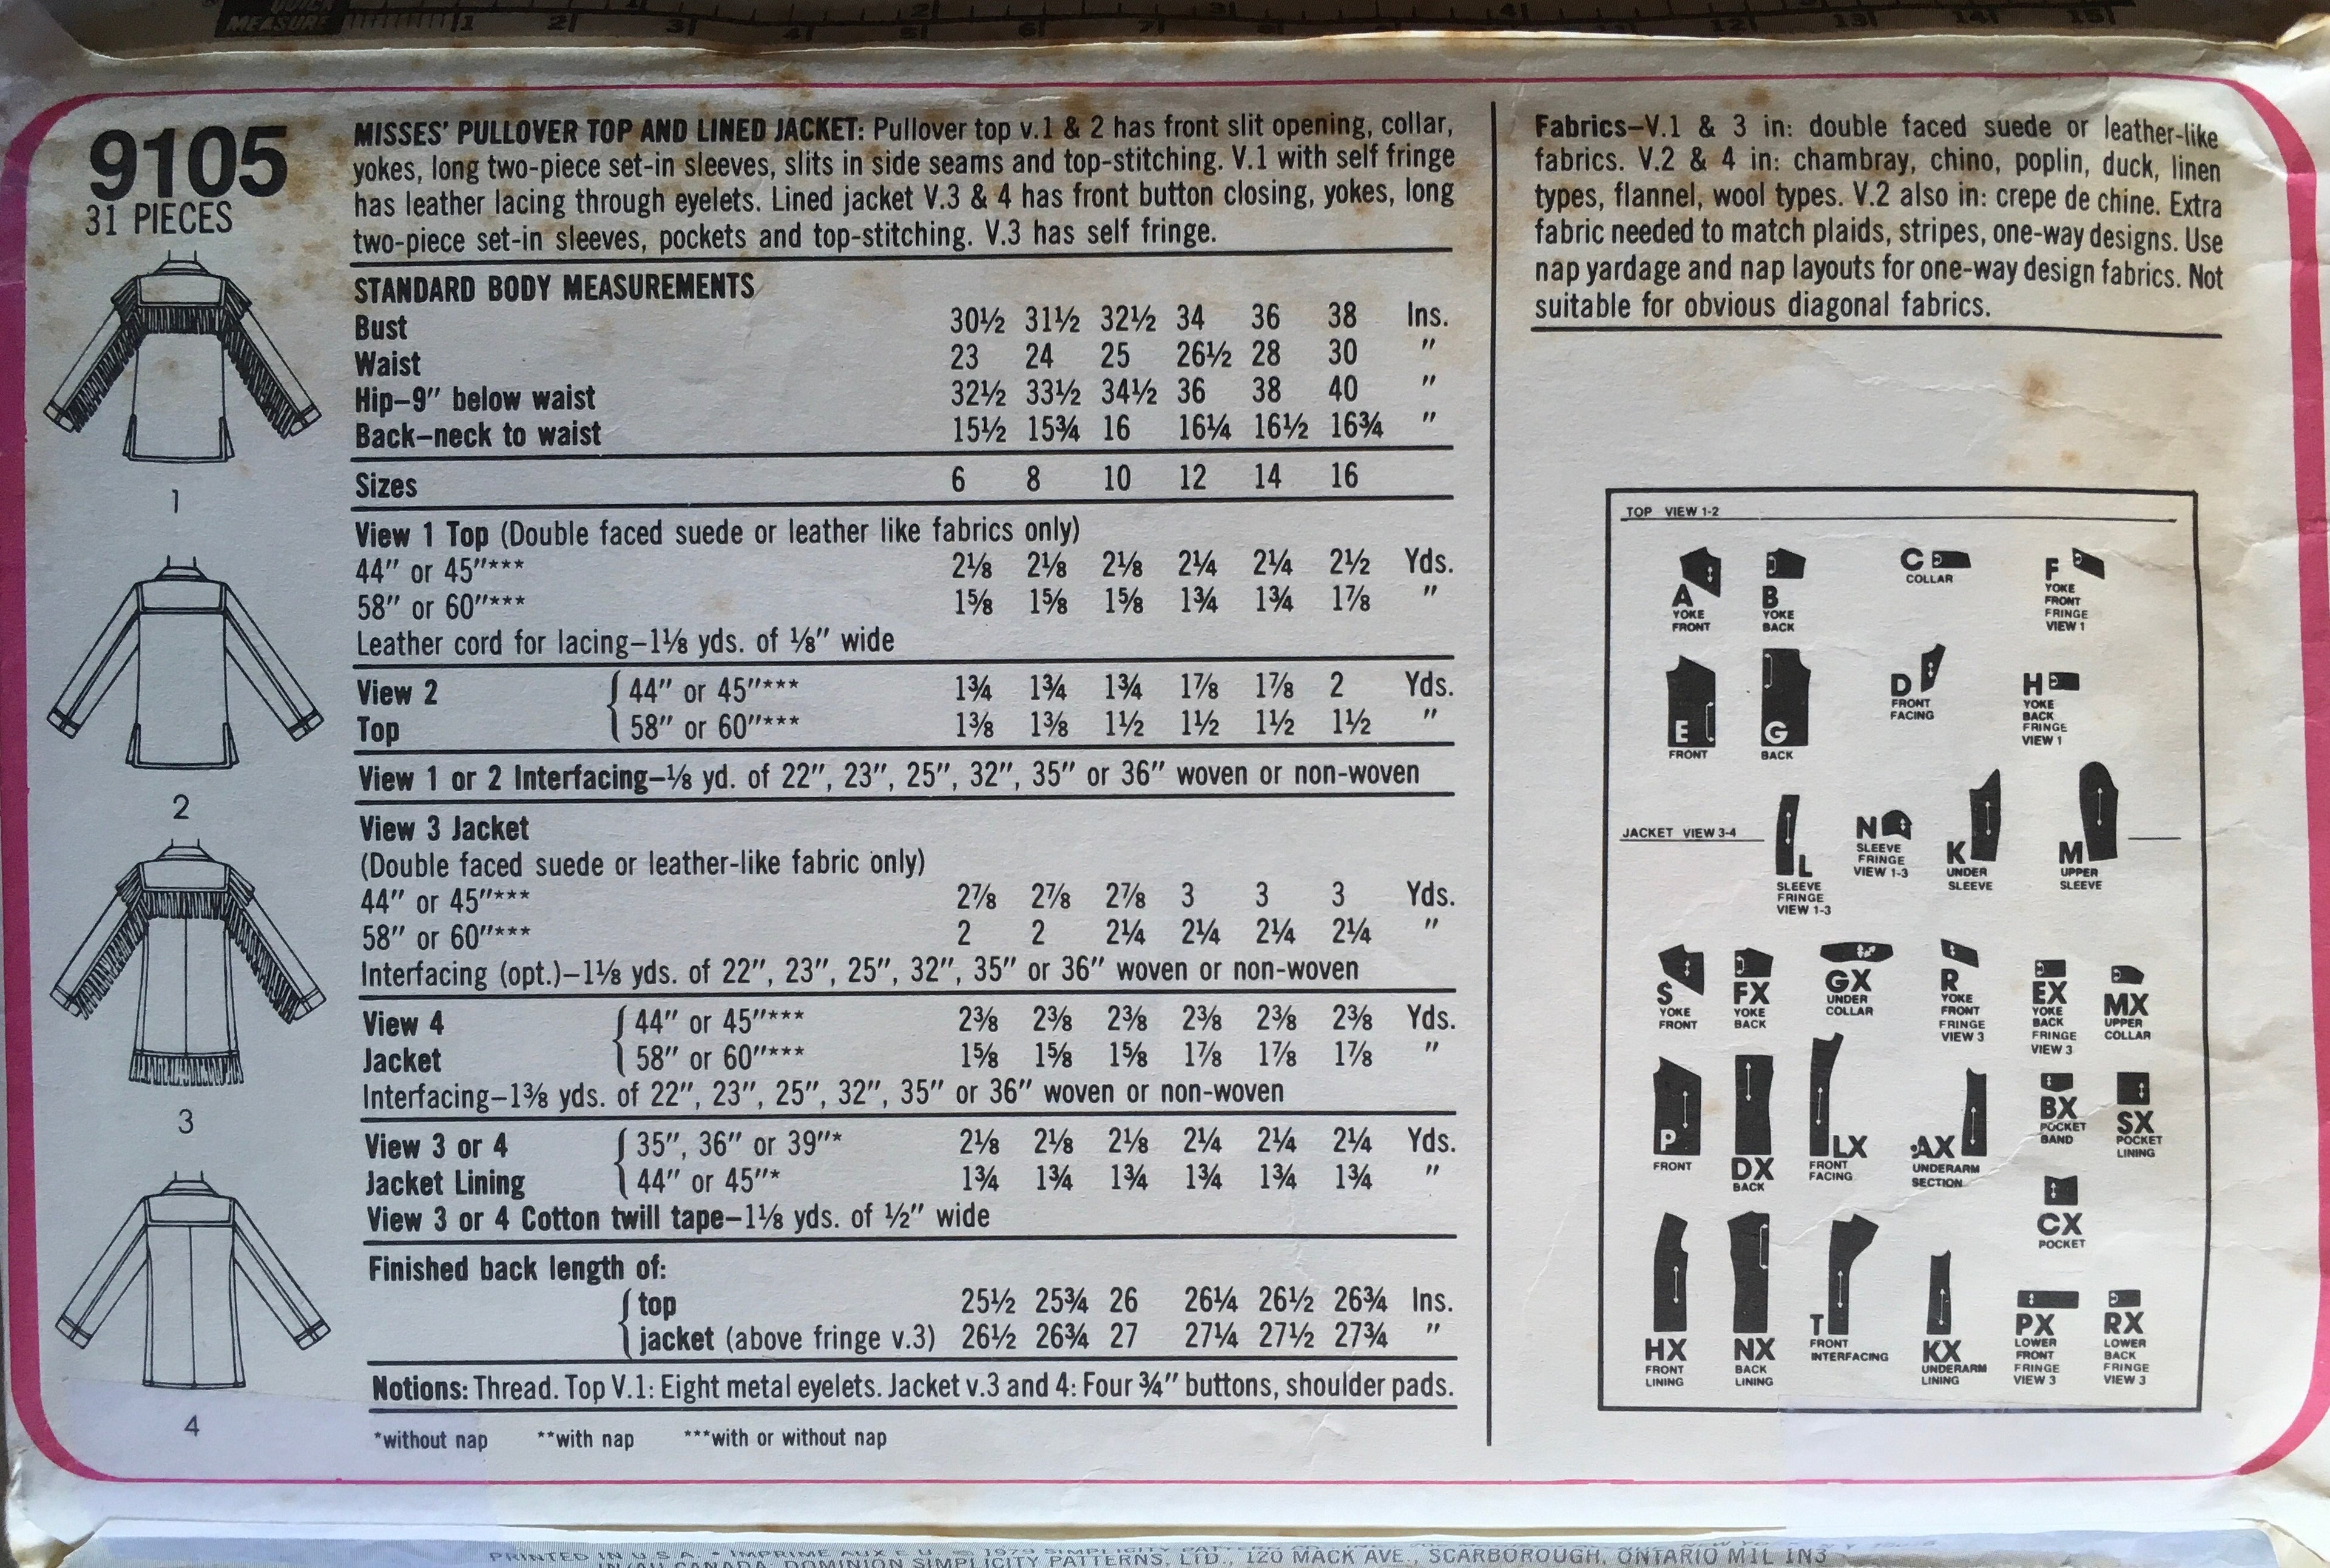 QUICK
MEASURE
9105
31 PIECES
MISSES' PULLOVER TOP AND LINED JACKET: Pullover top v.1 & 2 has front slit opening, collar,
yokes, long two-piece set-in sleeves, slits in side seams and top-stitching. V.1 with self fringe
has leather lacing through eyelets. Lined jacket V.3 & 4 has front button closing, yokes, long
two-piece set-in sleeves, pockets and top-stitching. V.3 has self fringe.
STANDARD BODY MEASUREMENTS
Bust 30½ 31½ 32½ 34 36 38 Ins.
Waist 23 24 25 26½ 28 30 "
Hip–9" below waist 32½ 33½ 34½ 36 38 40 "
Back–neck to waist 15½ 15¾ 16 16¼ 16½ 16¾ "
Sizes 6 8 10 12 14 16
View 1 Top (Double faced suede or leather like fabrics only)
44" or 45"*** 2⅛ 2⅛ 2⅛ 2¼ 2¼ 2½ Yds.
58" or 60"*** 1⅝ 1⅝ 1⅝ 1¾ 1¾ 1⅞ "
Leather cord for lacing–1⅛ yds. of ⅛" wide
View 2 44" or 45"*** 1¾ 1¾ 1¾ 1⅞ 1⅞ 2 Yds.
Top 58" or 60"*** 1⅜ 1⅜ 1½ 1½ 1½ 1½ "
View 1 or 2 Interfacing–⅛ yd. of 22", 23", 25", 32", 35" or 36" woven or non-woven
View 3 Jacket
(Double faced suede or leather-like fabric only)
44" or 45"*** 2⅞ 2⅞ 2⅞ 3 3 3 Yds.
58" or 60"*** 2 2 2¼ 2¼ 2¼ 2¼ "
Interfacing (opt.)–1⅛ yds. of 22", 23", 25", 32", 35" or 36" woven or non-woven
View 4 44" or 45"*** 2⅜ 2⅜ 2⅜ 2⅜ 2⅜ 2⅜ Yds.
Jacket 58" or 60"*** 1⅝ 1⅝ 1⅝ 1⅞ 1⅞ 1⅞ "
Interfacing–1⅜ yds. of 22", 23", 25", 32", 35" or 36" woven or non-woven
View 3 or 4 35", 36" or 39"* 2⅛ 2⅛ 2⅛ 2¼ 2¼ 2¼ Yds.
Jacket Lining 44" or 45"* 1¾ 1¾ 1¾ 1¾ 1¾ 1¾ "
View 3 or 4 Cotton twill tape–1⅛ yds. of ½" wide
Finished back length of:
top 25½ 25¾ 26 26¼ 26½ 26¾ Ins.
jacket (above fringe v.3) 26½ 26¾ 27 27¼ 27½ 27¾ "
Notions: Thread. Top V.1: Eight metal eyelets. Jacket v.3 and 4: Four ¾" buttons, shoulder pads.
*without nap **with nap ***with or without nap
1
2
3
4
Fabrics–V.1 & 3 in: double faced suede or leather-like
fabrics. V.2 & 4 in: chambray, chino, poplin, duck, linen
types, flannel, wool types. V.2 also in: crepe de chine. Extra
fabric needed to match plaids, stripes, one-way designs. Use
nap yardage and nap layouts for one-way design fabrics. Not
suitable for obvious diagonal fabrics.
TOP VIEW 1-2
A
YOKE
FRONT
B
YOKE
BACK
C
COLLAR
F
YOKE
FRONT
FRINGE
VIEW 1
E
FRONT
G
BACK
D
FRONT
FACING
H
YOKE
BACK
FRINGE
VIEW 1
JACKET VIEW 3-4
L
SLEEVE
FRINGE
VIEW 1-3
N
SLEEVE
FRINGE
VIEW 1-3
K
UNDER
SLEEVE
M
UPPER
SLEEVE
S
YOKE
FRONT
FX
YOKE
BACK
GX
UNDER
COLLAR
R
YOKE
FRONT
FRINGE
VIEW 3
EX
YOKE
BACK
FRINGE
VIEW 3
MX
UPPER
COLLAR
P
FRONT
DX
BACK
LX
FRONT
FACING
AX
UNDERARM
SECTION
BX
POCKET
BAND
SX
POCKET
LINING
CX
POCKET
HX
FRONT
LINING
NX
BACK
LINING
T
FRONT
INTERFACING
KX
UNDERARM
LINING
PX
LOWER
FRONT
FRINGE
VIEW 3
RX
LOWER
BACK
FRINGE
VIEW 3
PRINTED IN U.S.A. • IMPRIMÉ AUX E.U. © 1979 SIMPLICITY
IN/AU CANADA, DOMINION SIMPLICITY PATTERNS, LTD., 120 MACK AVE., SCARBOROUGH, ONTARIO M1L 1N3